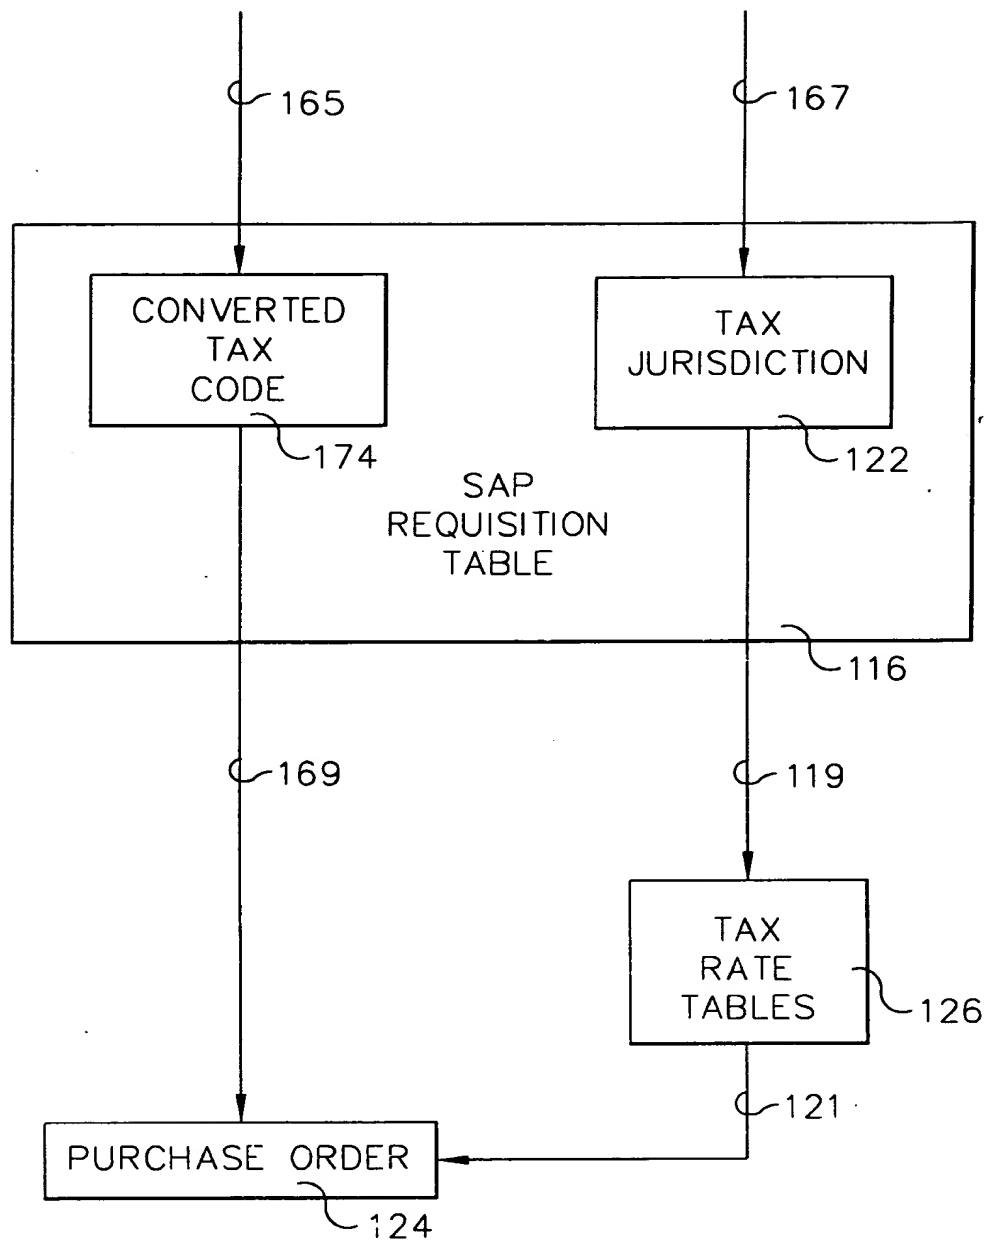 165
167
CONVERTED
TAX
CODE
174
TAX
JURISDICTION
122
SAP
REQUISITION
TABLE
116
169
119
TAX
RATE
TABLES
126
121
PURCHASE ORDER
124